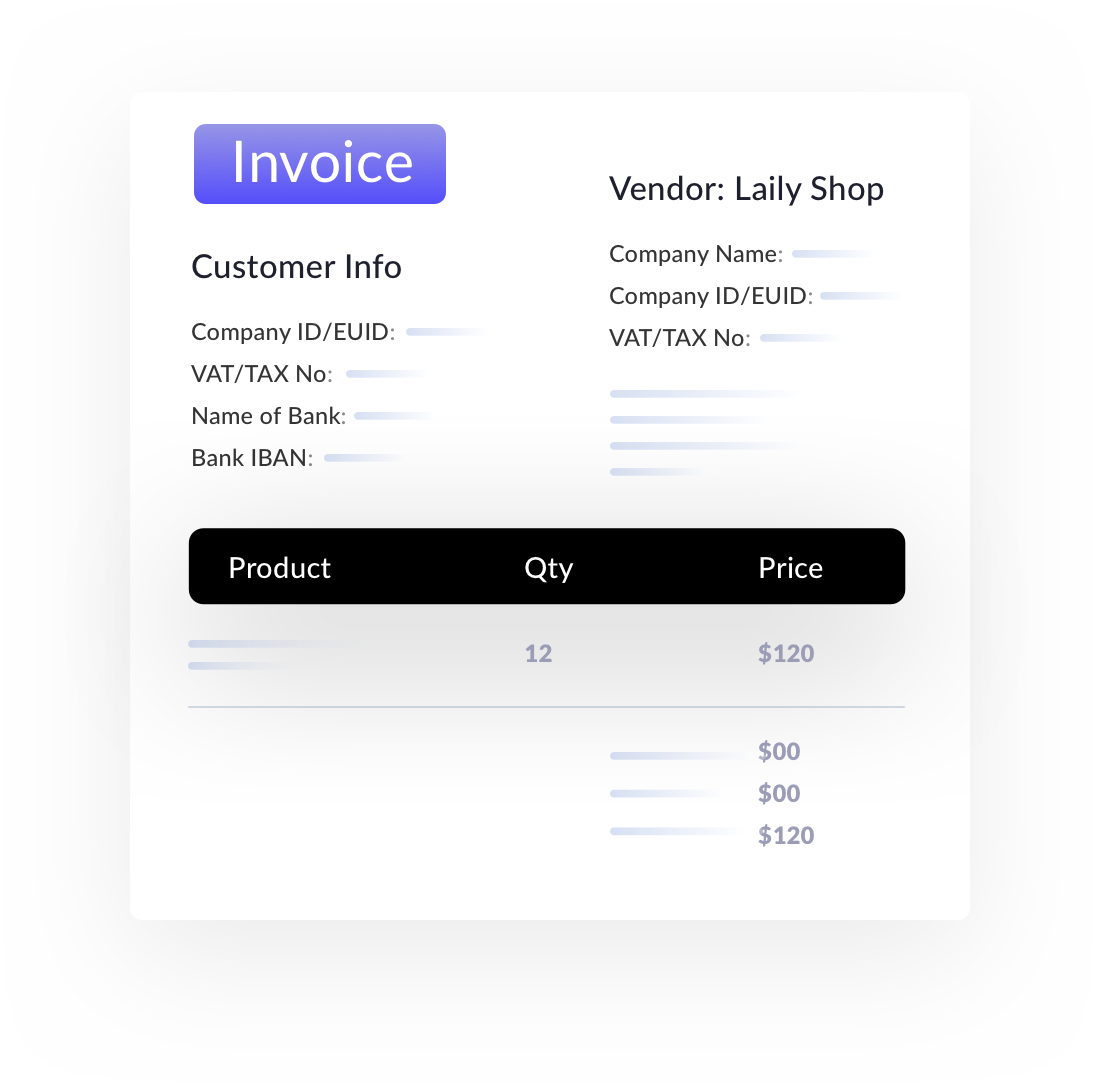 Invoice
Vendor: Laily Shop
Company Name:
Company ID/EUID:
VAT/TAX No:
Customer Info
Company ID/EUID:
VAT/TAX No:
Name of Bank:
Bank IBAN:
Product Qty Price
12 $120
$00
$00
$120